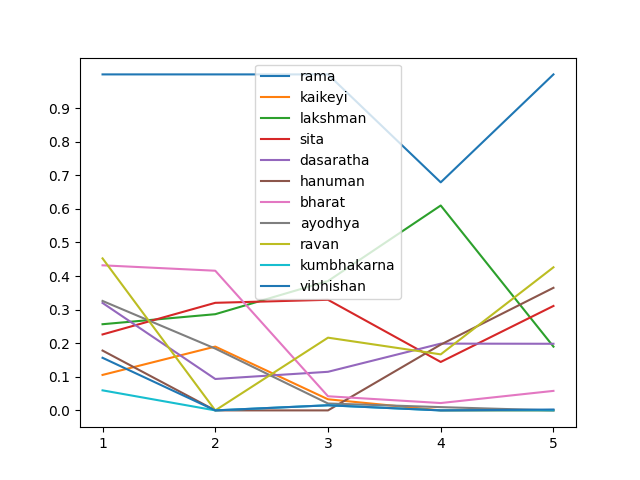 rama
kaikeyi
lakshman
sita
dasaratha
hanuman
bharat
ayodhya
ravan
kumbhakarna
vibhishan
0.9
0.8
0.7
0.6
0.5
0.4
0.3
0.2
0.1
0.0
1 2 3 4 5